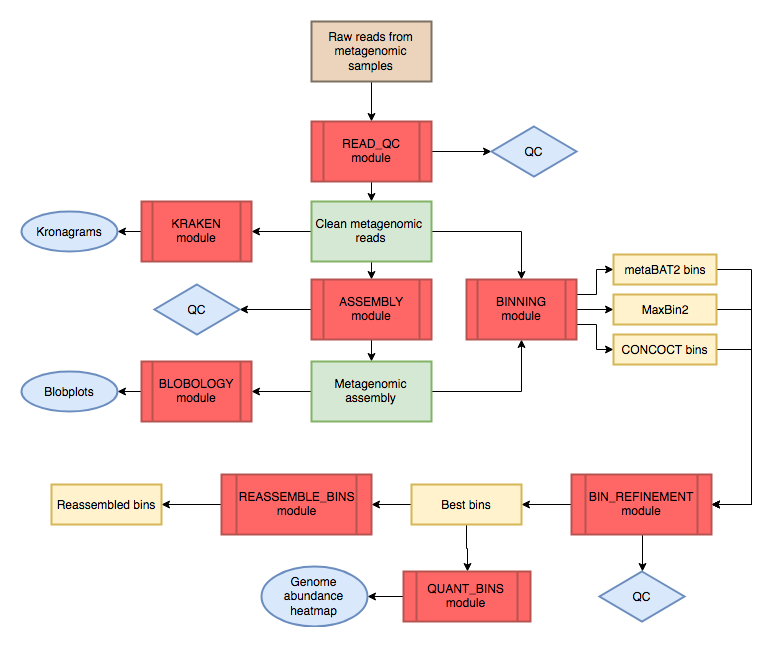 Raw reads from
metagenomic
samples
READ_QC
module
QC
Kronagrams
KRAKEN
module
Clean metagenomic
reads
metaBAT2 bins
QC
ASSEMBLY
module
BINNING
module
MaxBin2
CONCOCT bins
Blobplots
BLOBOLOGY
module
Metagenomic
assembly
Reassembled bins
REASSEMBLE_BINS
module
Best bins
BIN_REFINEMENT
module
Genome
abundance
heatmap
QUANT_BINS
module
QC